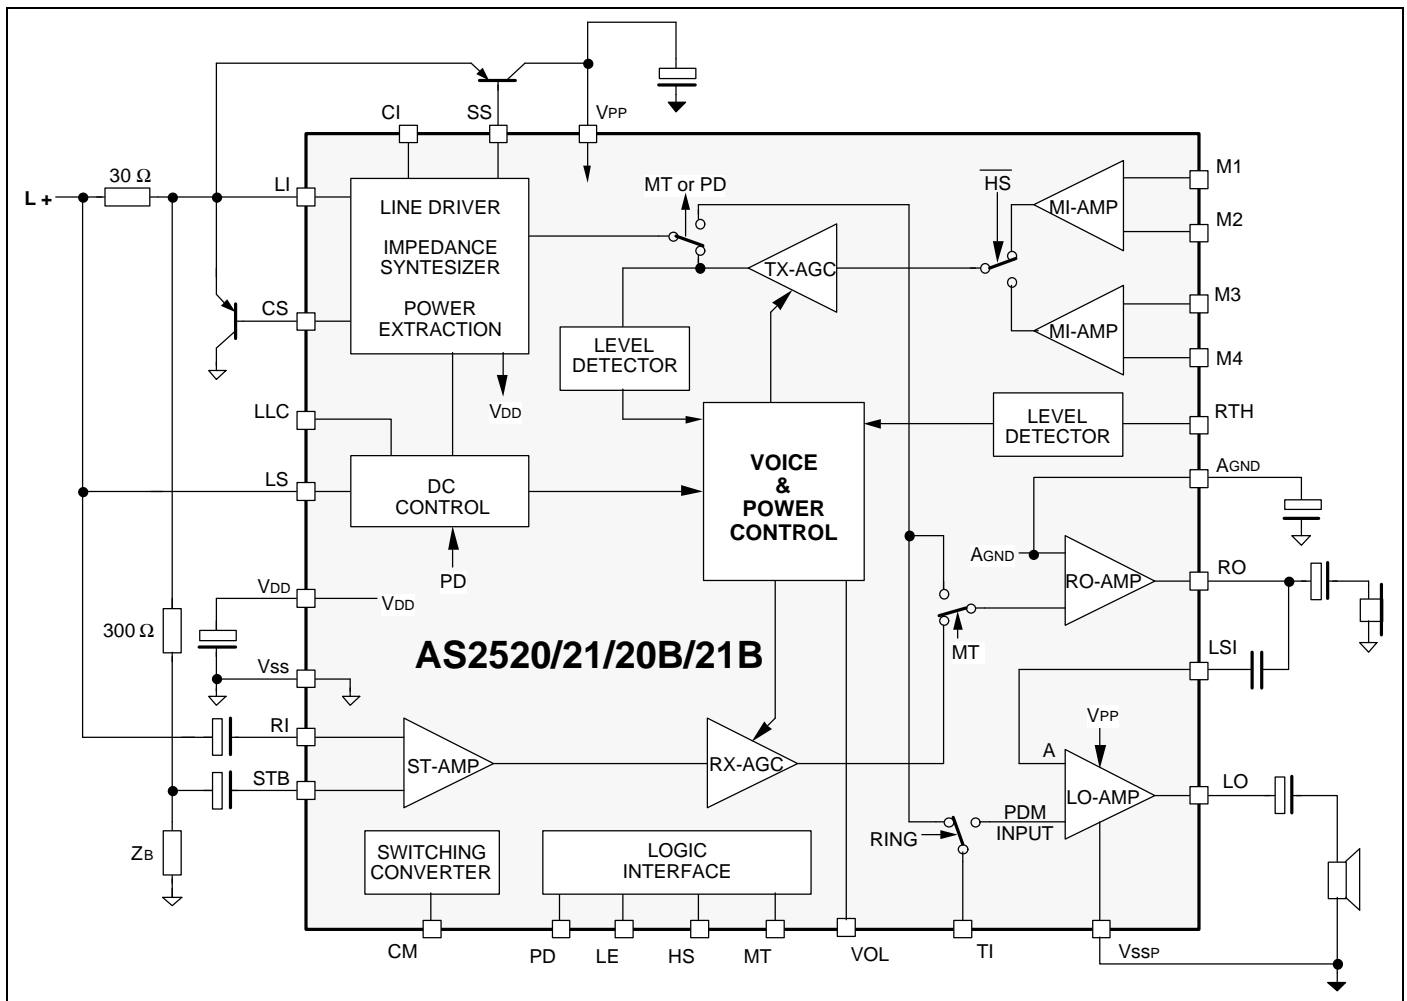 CI
SS
VPP
30 Ω
L +
LI
LINE DRIVER
IMPEDANCE
SYNTESIZER
POWER
EXTRACTION
MT or PD
HS
MI-AMP
M1
M2
TX-AGC
CS
LEVEL
DETECTOR
MI-AMP
M3
M4
VDD
LLC
LEVEL
DETECTOR
RTH
VOICE
&
POWER
CONTROL
LS
DC
CONTROL
AGND
PD
AGND
RO-AMP
RO
VDD
VDD
300 Ω
MT
LSI
AS2520/21/20B/21B
VSS
RI
ST-AMP
RX-AGC
VPP
A
STB
LO-AMP
LO
PDM
INPUT
RING
ZB
SWITCHING
CONVERTER
LOGIC
INTERFACE
CM
PD
LE
HS
MT
VOL
TI
VSSP